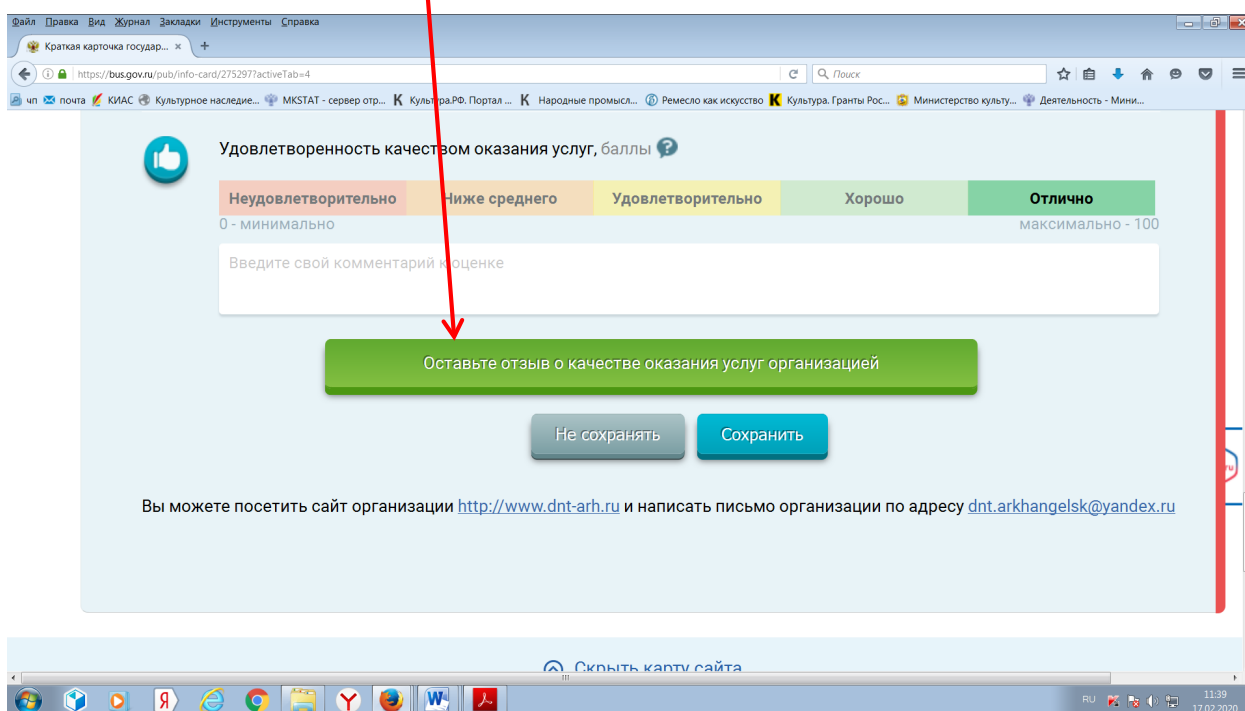 Файл Правка Вид Журнал Закладки Инструменты Справка
Краткая карточка государ... × +
https://bus.gov.ru/pub/info-card/275297?activeTab=4 Поиск
чп почта КИАС Культурное наследие... MKSTAT - сервер отр... Культура.РФ. Портал ... Народные промысл... Ремесло как искусство Культура. Гранты Рос... Министерство культу... Деятельность - Мини...
Удовлетворенность качеством оказания услуг, баллы ?
Неудовлетворительно Ниже среднего Удовлетворительно Хорошо Отлично
0 - минимально максимально - 100
Введите свой комментарий к оценке
Оставьте отзыв о качестве оказания услуг организацией
Не сохранять Сохранить
Вы можете посетить сайт организации http://www.dnt-arh.ru и написать письмо организации по адресу dnt.arkhangelsk@yandex.ru
Скрыть карту сайта
RU 11:39
17.02.2020